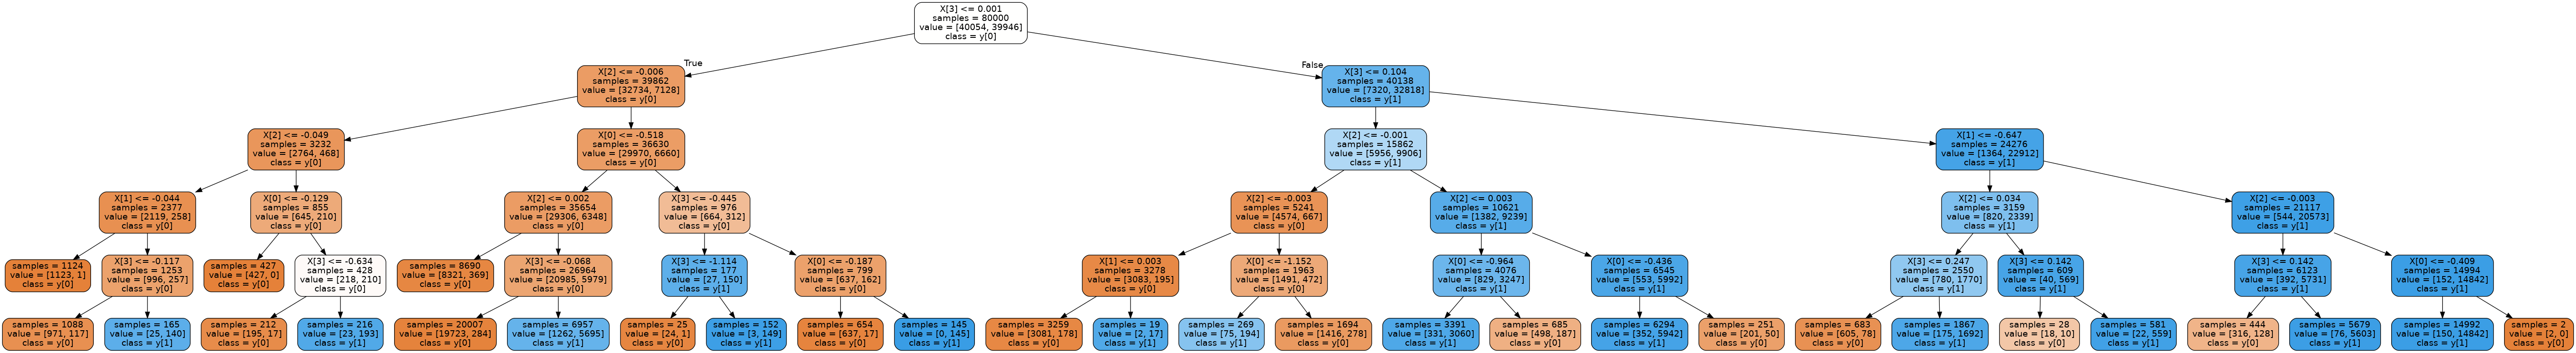 X[3] <= 0.001
samples = 80000
value = [40054, 39946]
class = y[0]
True
False
X[2] <= -0.006
samples = 39862
value = [32734, 7128]
class = y[0]
X[3] <= 0.104
samples = 40138
value = [7320, 32818]
class = y[1]
X[2] <= -0.049
samples = 3232
value = [2764, 468]
class = y[0]
X[0] <= -0.518
samples = 36630
value = [29970, 6660]
class = y[0]
X[2] <= -0.001
samples = 15862
value = [5956, 9906]
class = y[1]
X[1] <= -0.647
samples = 24276
value = [1364, 22912]
class = y[1]
X[1] <= -0.044
samples = 2377
value = [2119, 258]
class = y[0]
X[0] <= -0.129
samples = 855
value = [645, 210]
class = y[0]
X[2] <= 0.002
samples = 35654
value = [29306, 6348]
class = y[0]
X[3] <= -0.445
samples = 976
value = [664, 312]
class = y[0]
X[2] <= -0.003
samples = 5241
value = [4574, 667]
class = y[0]
X[2] <= 0.003
samples = 10621
value = [1382, 9239]
class = y[1]
X[2] <= 0.034
samples = 3159
value = [820, 2339]
class = y[1]
X[2] <= -0.003
samples = 21117
value = [544, 20573]
class = y[1]
samples = 1124
value = [1123, 1]
class = y[0]
X[3] <= -0.117
samples = 1253
value = [996, 257]
class = y[0]
samples = 427
value = [427, 0]
class = y[0]
X[3] <= -0.634
samples = 428
value = [218, 210]
class = y[0]
samples = 8690
value = [8321, 369]
class = y[0]
X[3] <= -0.068
samples = 26964
value = [20985, 5979]
class = y[0]
X[3] <= -1.114
samples = 177
value = [27, 150]
class = y[1]
X[0] <= -0.187
samples = 799
value = [637, 162]
class = y[0]
X[1] <= 0.003
samples = 3278
value = [3083, 195]
class = y[0]
X[0] <= -1.152
samples = 1963
value = [1491, 472]
class = y[0]
X[0] <= -0.964
samples = 4076
value = [829, 3247]
class = y[1]
X[0] <= -0.436
samples = 6545
value = [553, 5992]
class = y[1]
X[3] <= 0.247
samples = 2550
value = [780, 1770]
class = y[1]
X[3] <= 0.142
samples = 609
value = [40, 569]
class = y[1]
X[3] <= 0.142
samples = 6123
value = [392, 5731]
class = y[1]
X[0] <= -0.409
samples = 14994
value = [152, 14842]
class = y[1]
samples = 1088
value = [971, 117]
class = y[0]
samples = 165
value = [25, 140]
class = y[1]
samples = 212
value = [195, 17]
class = y[0]
samples = 216
value = [23, 193]
class = y[1]
samples = 20007
value = [19723, 284]
class = y[0]
samples = 6957
value = [1262, 5695]
class = y[1]
samples = 25
value = [24, 1]
class = y[0]
samples = 152
value = [3, 149]
class = y[1]
samples = 654
value = [637, 17]
class = y[0]
samples = 145
value = [0, 145]
class = y[1]
samples = 3259
value = [3081, 178]
class = y[0]
samples = 19
value = [2, 17]
class = y[1]
samples = 269
value = [75, 194]
class = y[1]
samples = 1694
value = [1416, 278]
class = y[0]
samples = 3391
value = [331, 3060]
class = y[1]
samples = 685
value = [498, 187]
class = y[0]
samples = 6294
value = [352, 5942]
class = y[1]
samples = 251
value = [201, 50]
class = y[0]
samples = 683
value = [605, 78]
class = y[0]
samples = 1867
value = [175, 1692]
class = y[1]
samples = 28
value = [18, 10]
class = y[0]
samples = 581
value = [22, 559]
class = y[1]
samples = 444
value = [316, 128]
class = y[0]
samples = 5679
value = [76, 5603]
class = y[1]
samples = 14992
value = [150, 14842]
class = y[1]
samples = 2
value = [2, 0]
class = y[0]